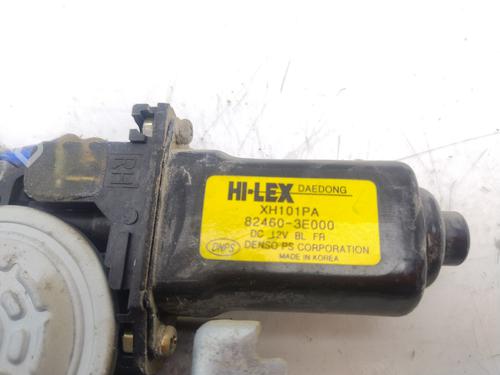 RH
HI-LEX DAEDONG
XH101PA
82460-3E000
DC 12V BL FR
DNPS
DENSO PS CORPORATION
MADE IN KOREA